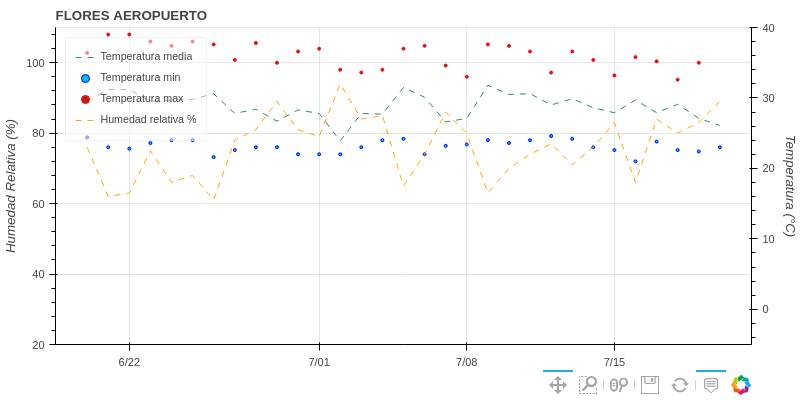 FLORES AEROPUERTO
Temperatura media
Temperatura min
Temperatura max
Humedad relativa %
Humedad Relativa (%)
100
80
60
40
20
Temperatura (°C)
40
30
20
10
0
6/22
7/01
7/08
7/15